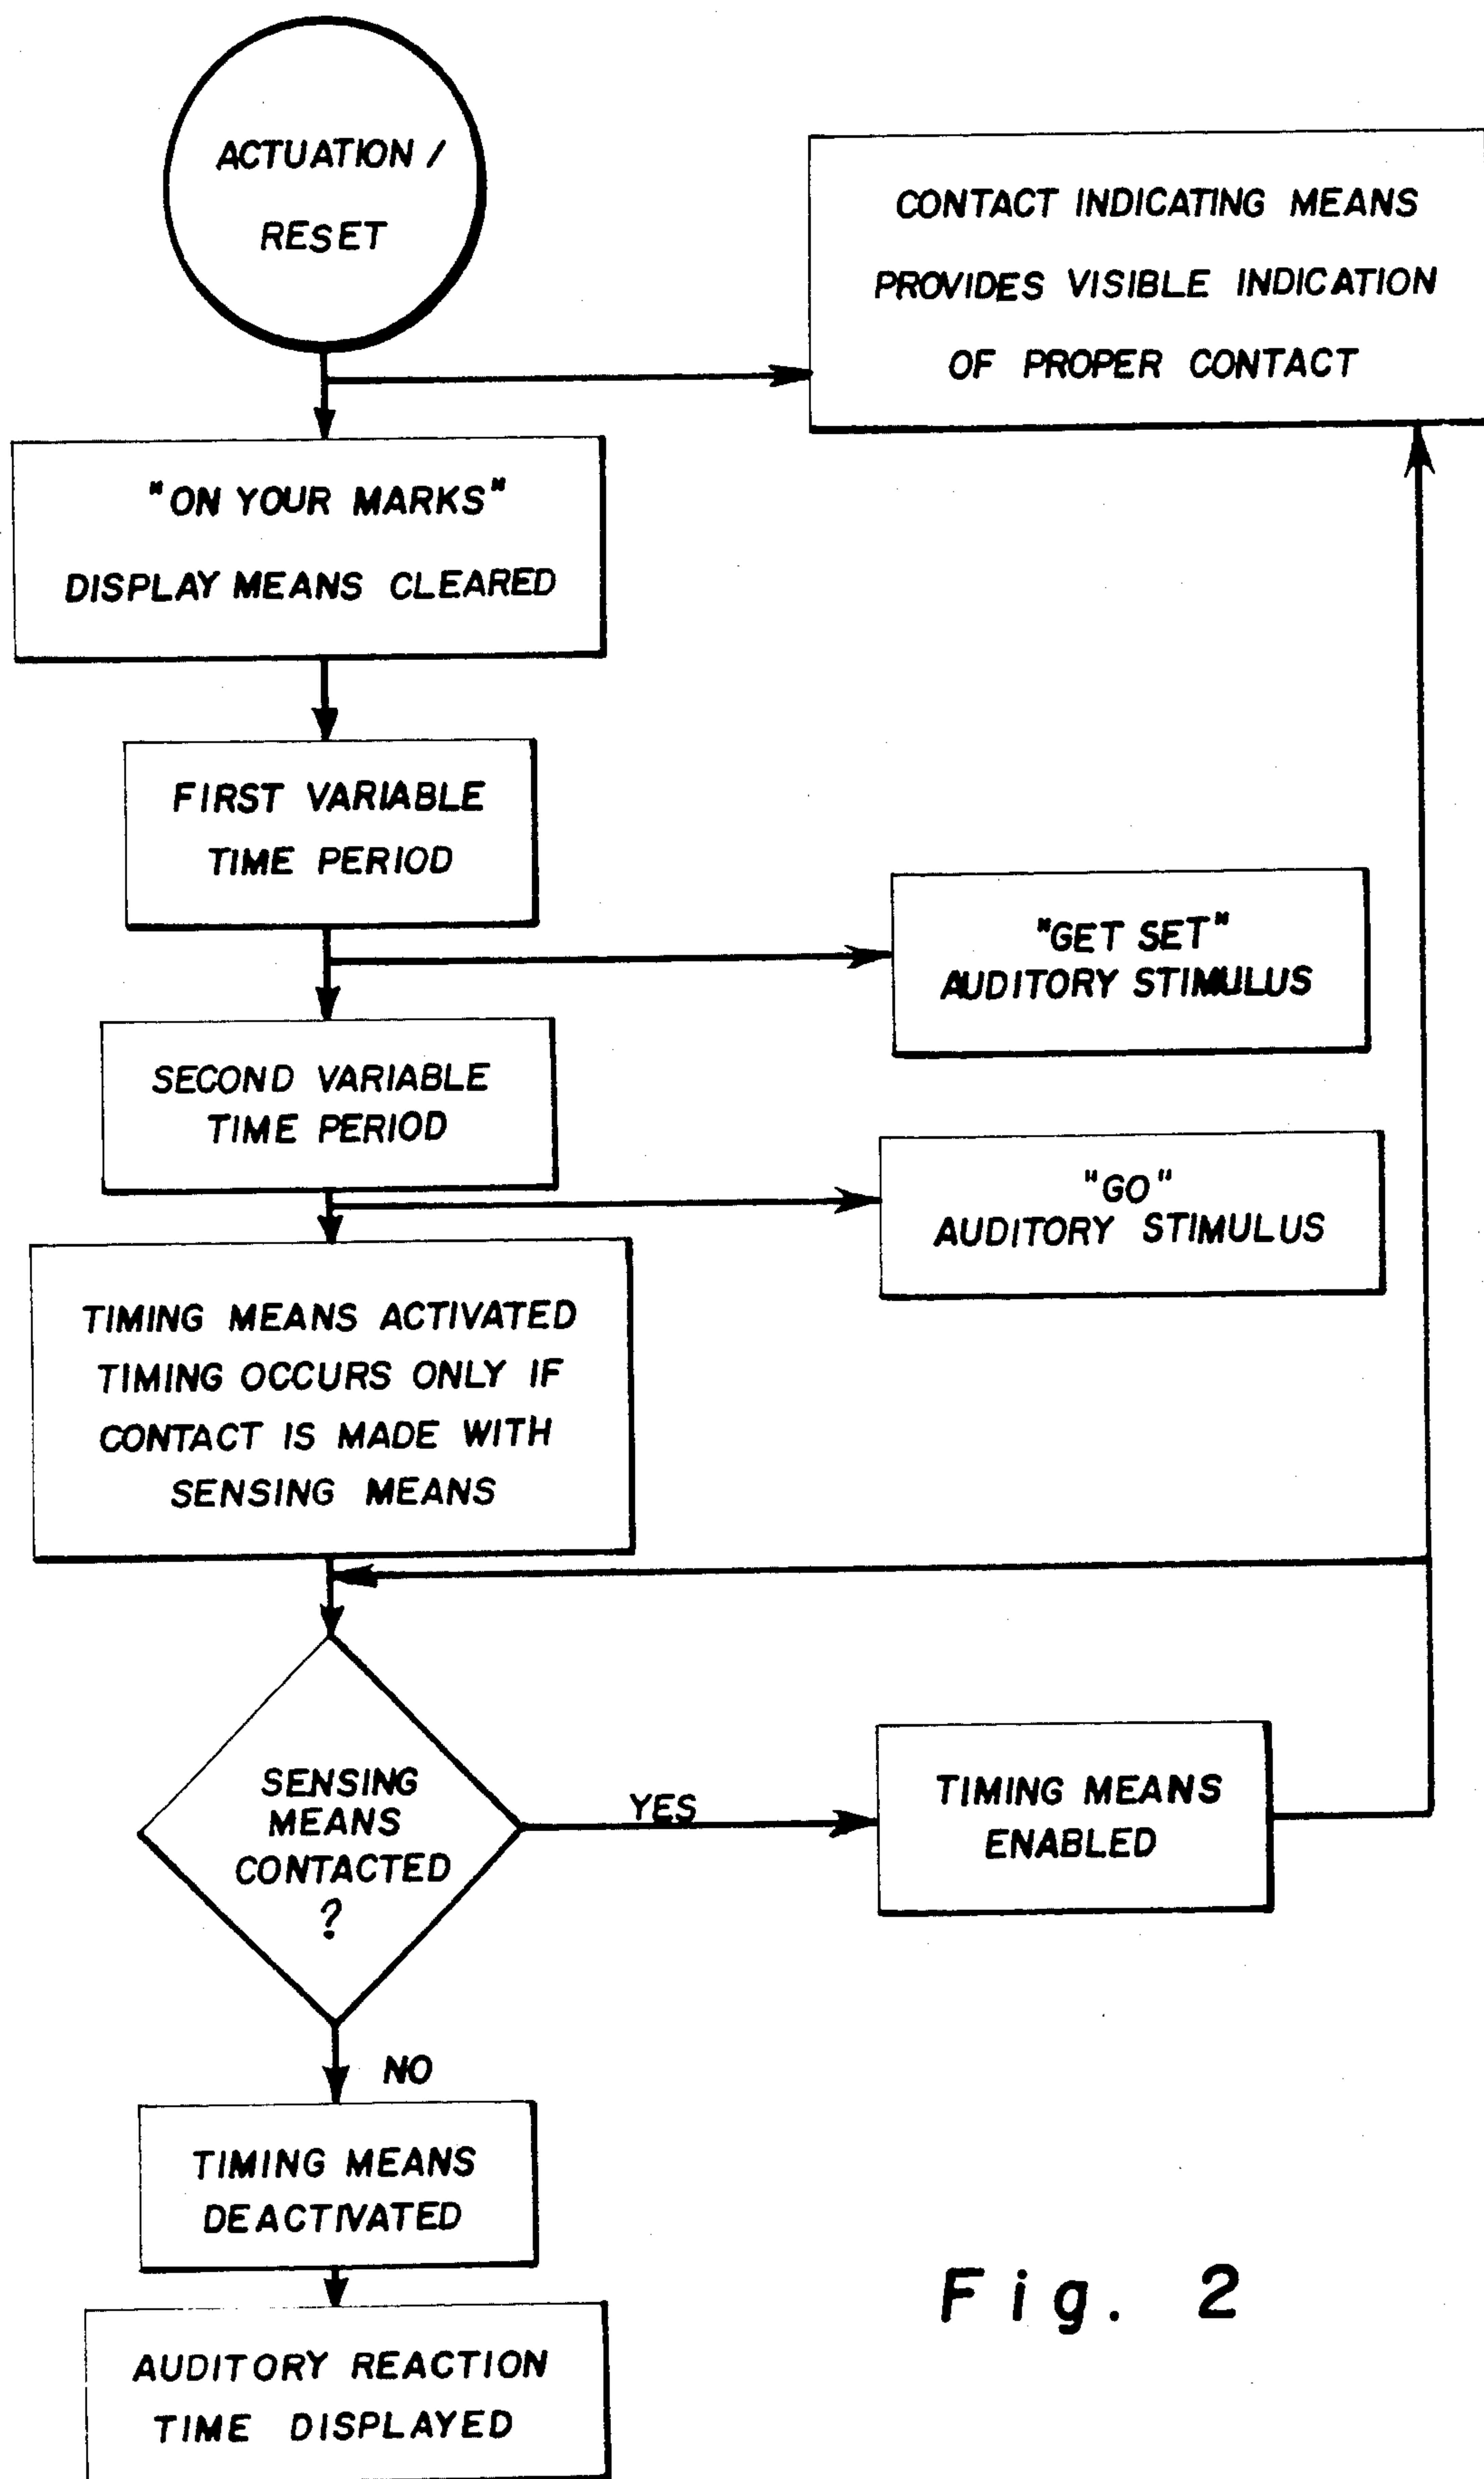 ACTUATION /
RESET
CONTACT INDICATING MEANS
PROVIDES VISIBLE INDICATION
OF PROPER CONTACT
"ON YOUR MARKS"
DISPLAY MEANS CLEARED
FIRST VARIABLE
TIME PERIOD
"GET SET"
AUDITORY STIMULUS
SECOND VARIABLE
TIME PERIOD
"GO"
AUDITORY STIMULUS
TIMING MEANS ACTIVATED
TIMING OCCURS ONLY IF
CONTACT IS MADE WITH
SENSING MEANS
SENSING
MEANS
CONTACTED
?
YES
TIMING MEANS
ENABLED
NO
TIMING MEANS
DEACTIVATED
AUDITORY REACTION
TIME DISPLAYED
Fig. 2